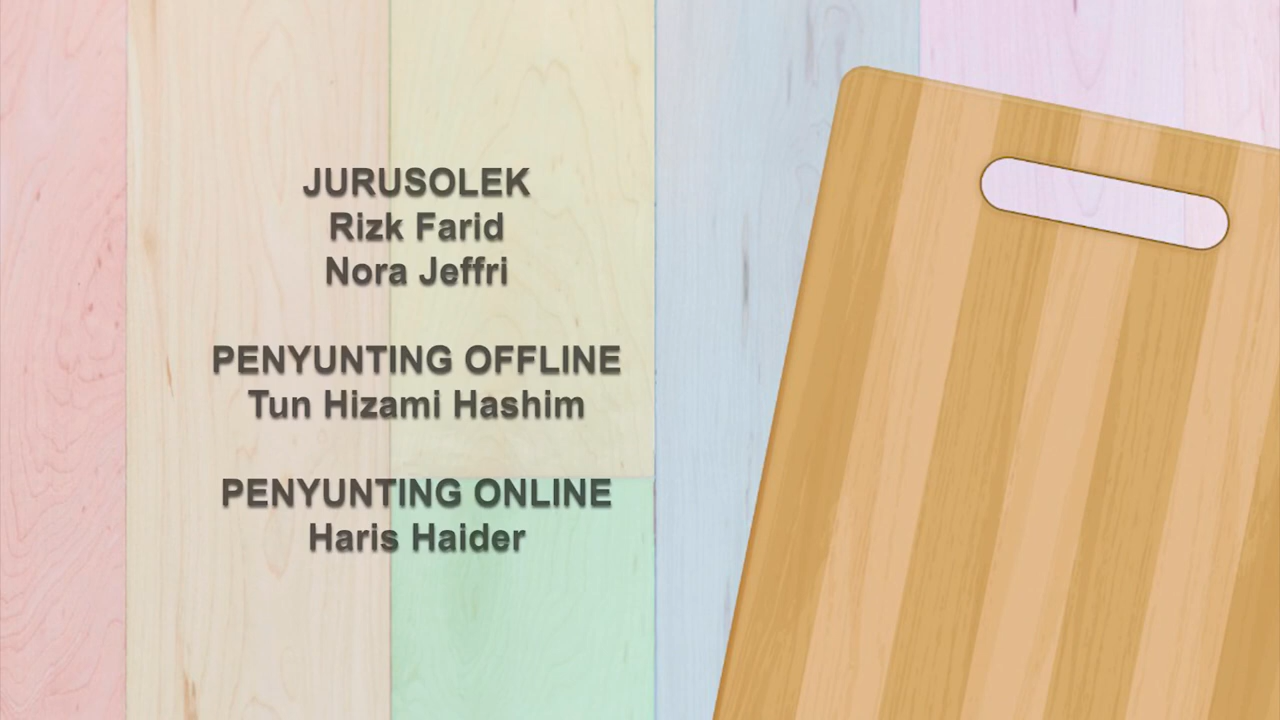 JURUSOLEK
Rizk Farid
Nora Jeffri
PENYUNTING OFFLINE
Tun Hizami Hashim
PENYUNTING ONLINE
Haris Haider